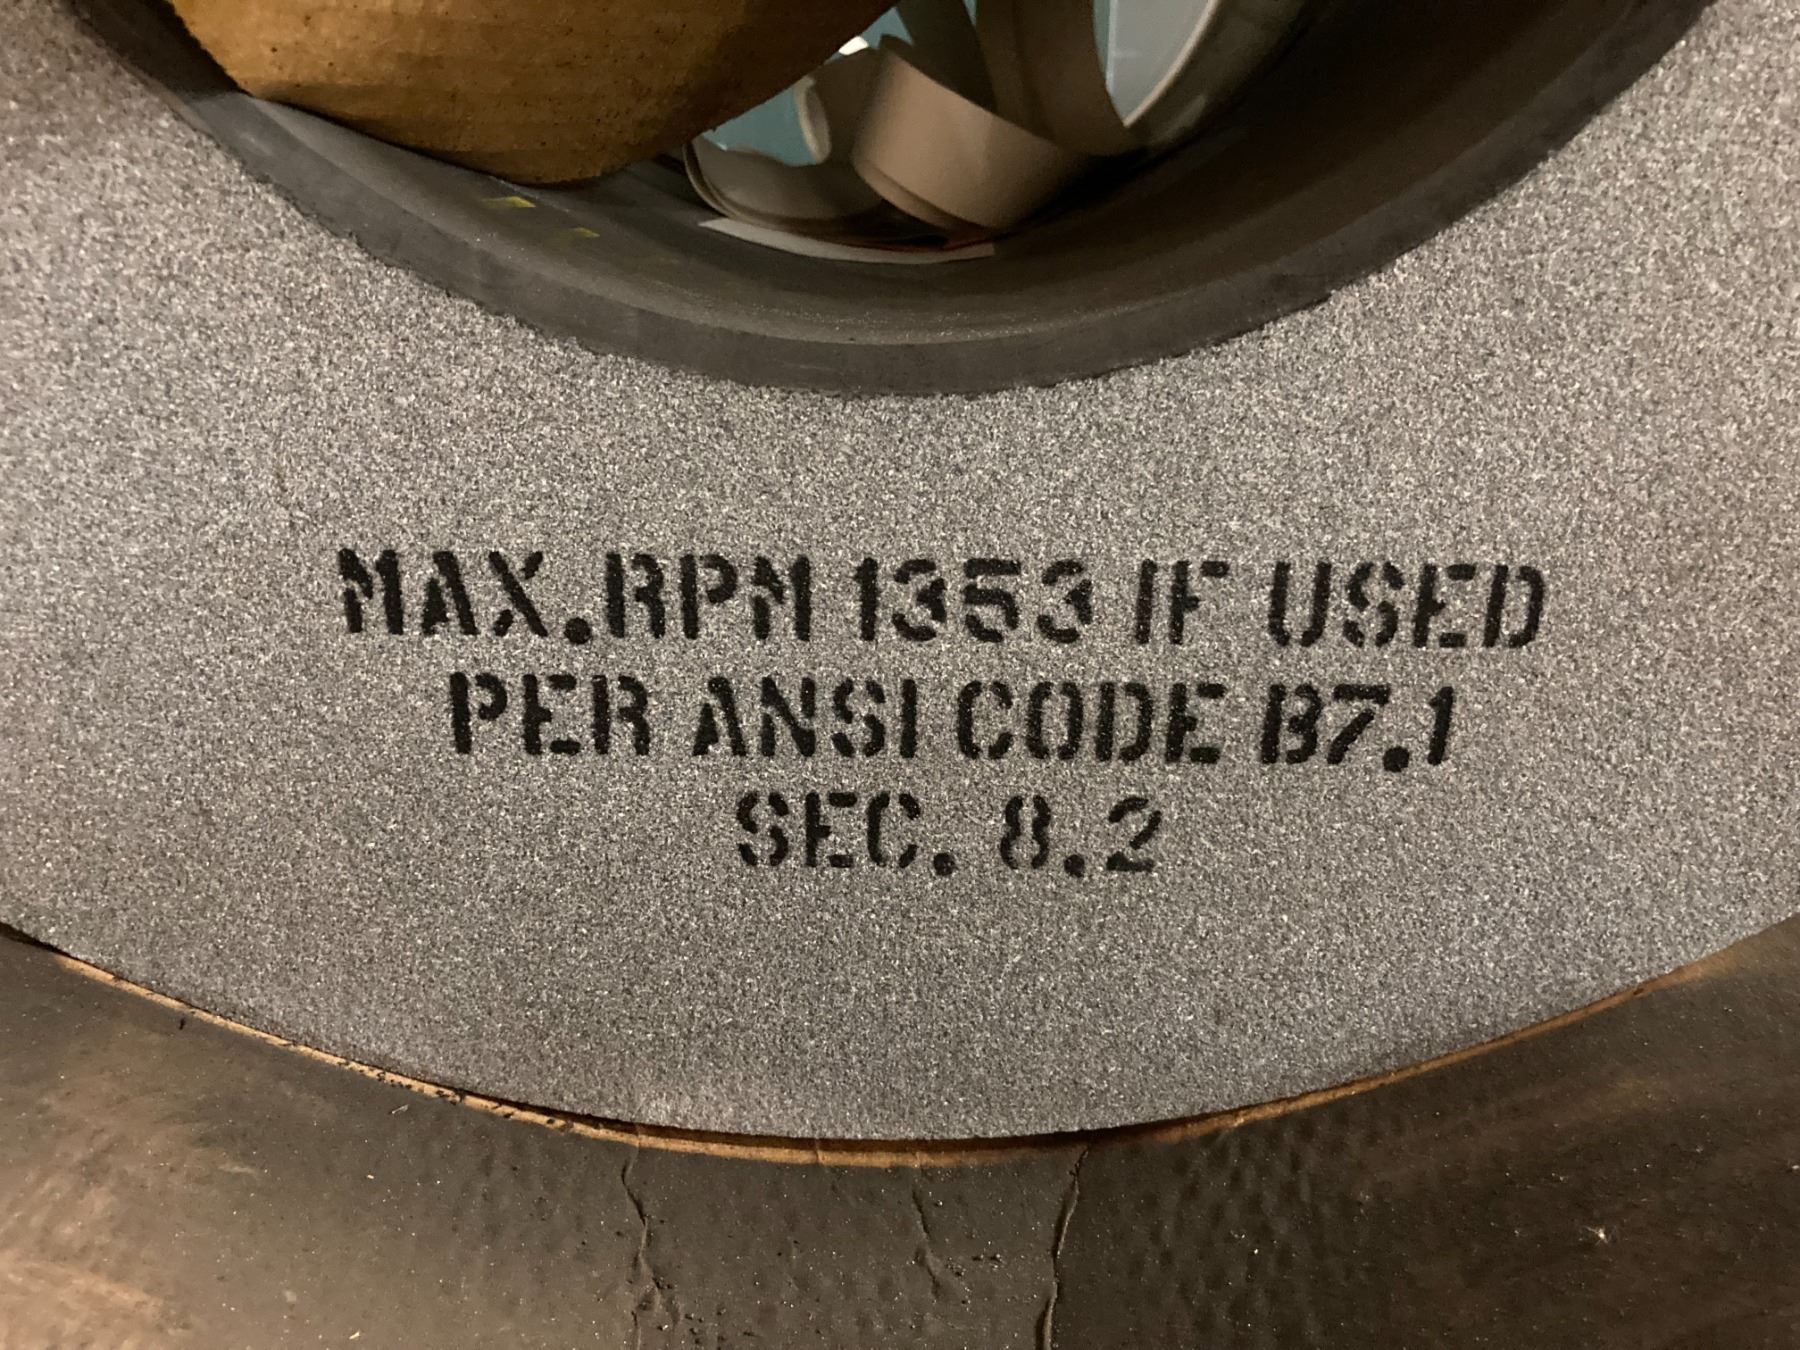 MAX. RPM 1353 IF USED
PER ANSI CODE B7.1
SEC. 8.2